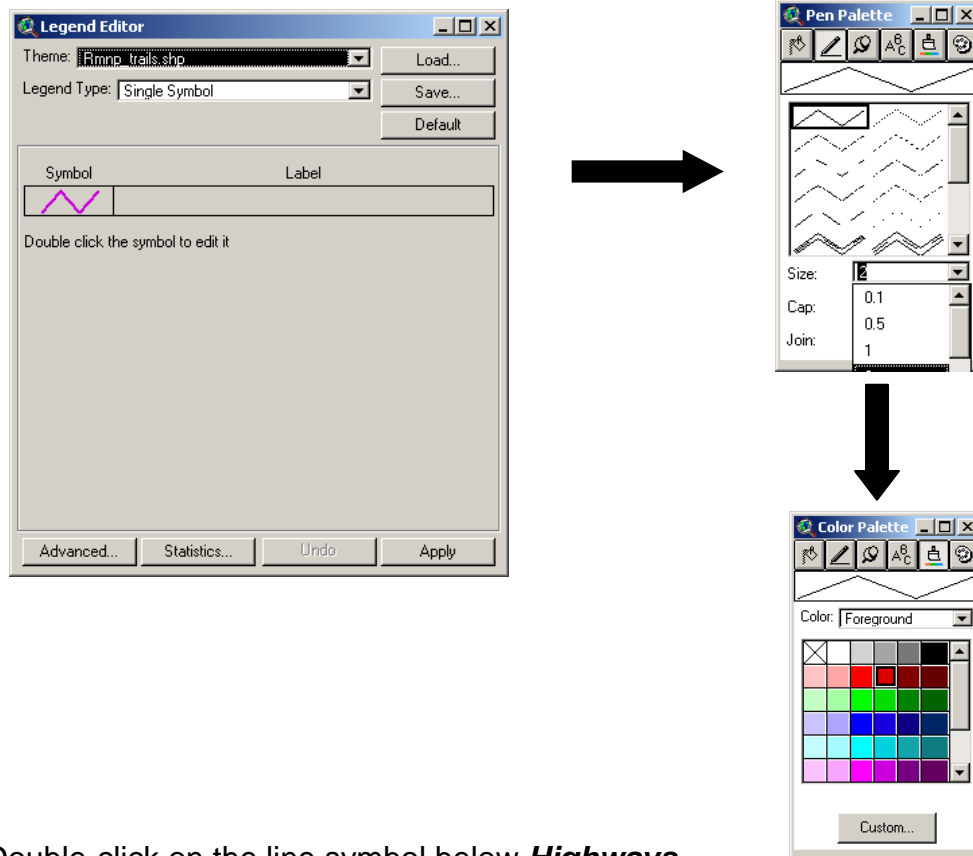 Legend Editor
Theme: Rmnp_trails.shp
Load...
Legend Type: Single Symbol
Save...
Default
Symbol Label
Double click the symbol to edit it
Advanced... Statistics... Undo Apply
Pen Palette
ABC
Size: 2
Cap:
Join:
0.1
0.5
1
Color Palette
ABC
Color: Foreground
Custom...
Double-click on the line symbol below Highways